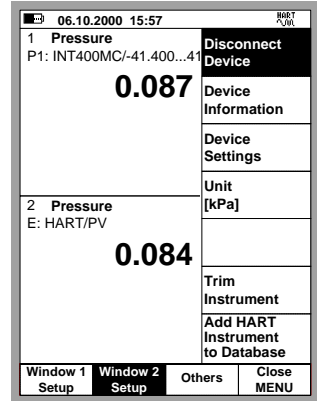 06.10.2000 15:57
HART
1 Pressure
P1: INT400MC/-41.400...41
0.087
2 Pressure
E: HART/PV
0.084
Disconnect
Device
Device
Information
Device
Settings
Unit
[kPa]
Trim
Instrument
Add HART
Instrument
to Database
Window 1
Setup
Window 2
Setup
Others
Close
MENU